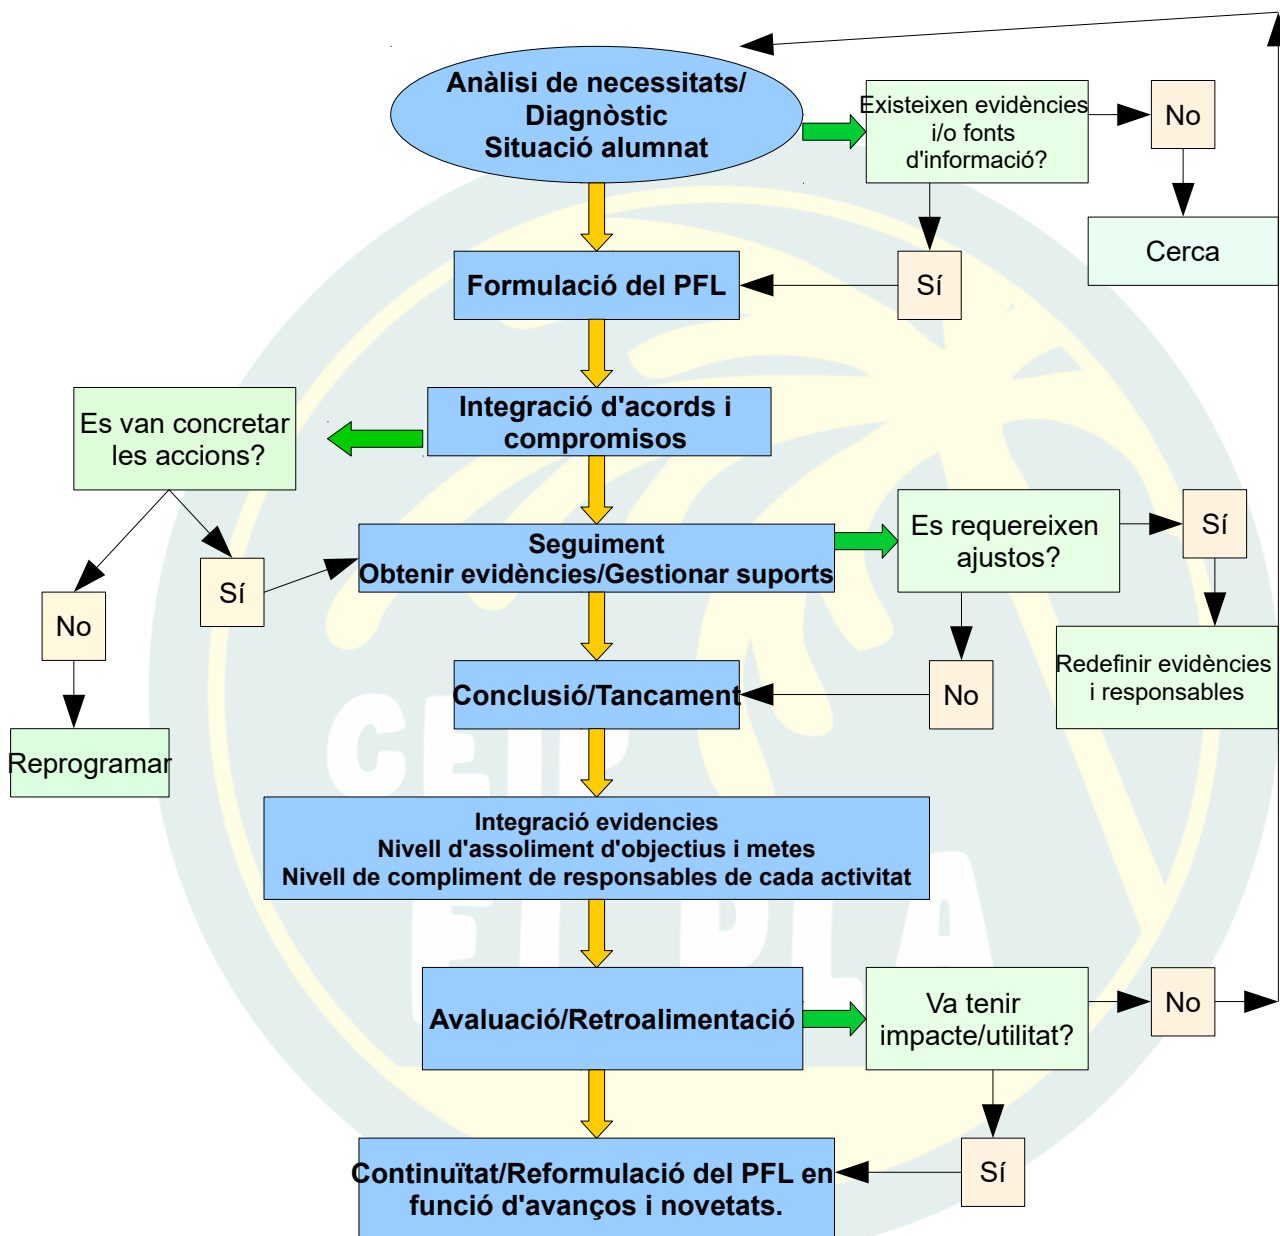 Anàlisi de necessitats/
Diagnòstic
Situació alumnat
Existeixen evidències
i/o fonts
d'informació?
No
Cerca
Sí
Formulació del PFL
Integració d'acords i
compromisos
Es van concretar
les accions?
No
Sí
Reprogramar
Seguiment
Obtenir evidències/Gestionar suports
Es requereixen
ajustos?
Sí
Redefinir evidències
i responsables
No
Conclusió/Tancament
Integració evidencies
Nivell d'assoliment d'objectius i metes
Nivell de compliment de responsables de cada activitat
Avaluació/Retroalimentació
Va tenir
impacte/utilitat?
No
Sí
Continuïtat/Reformulació del PFL en
funció d'avanços i novetats.
CEIP
EL PLA